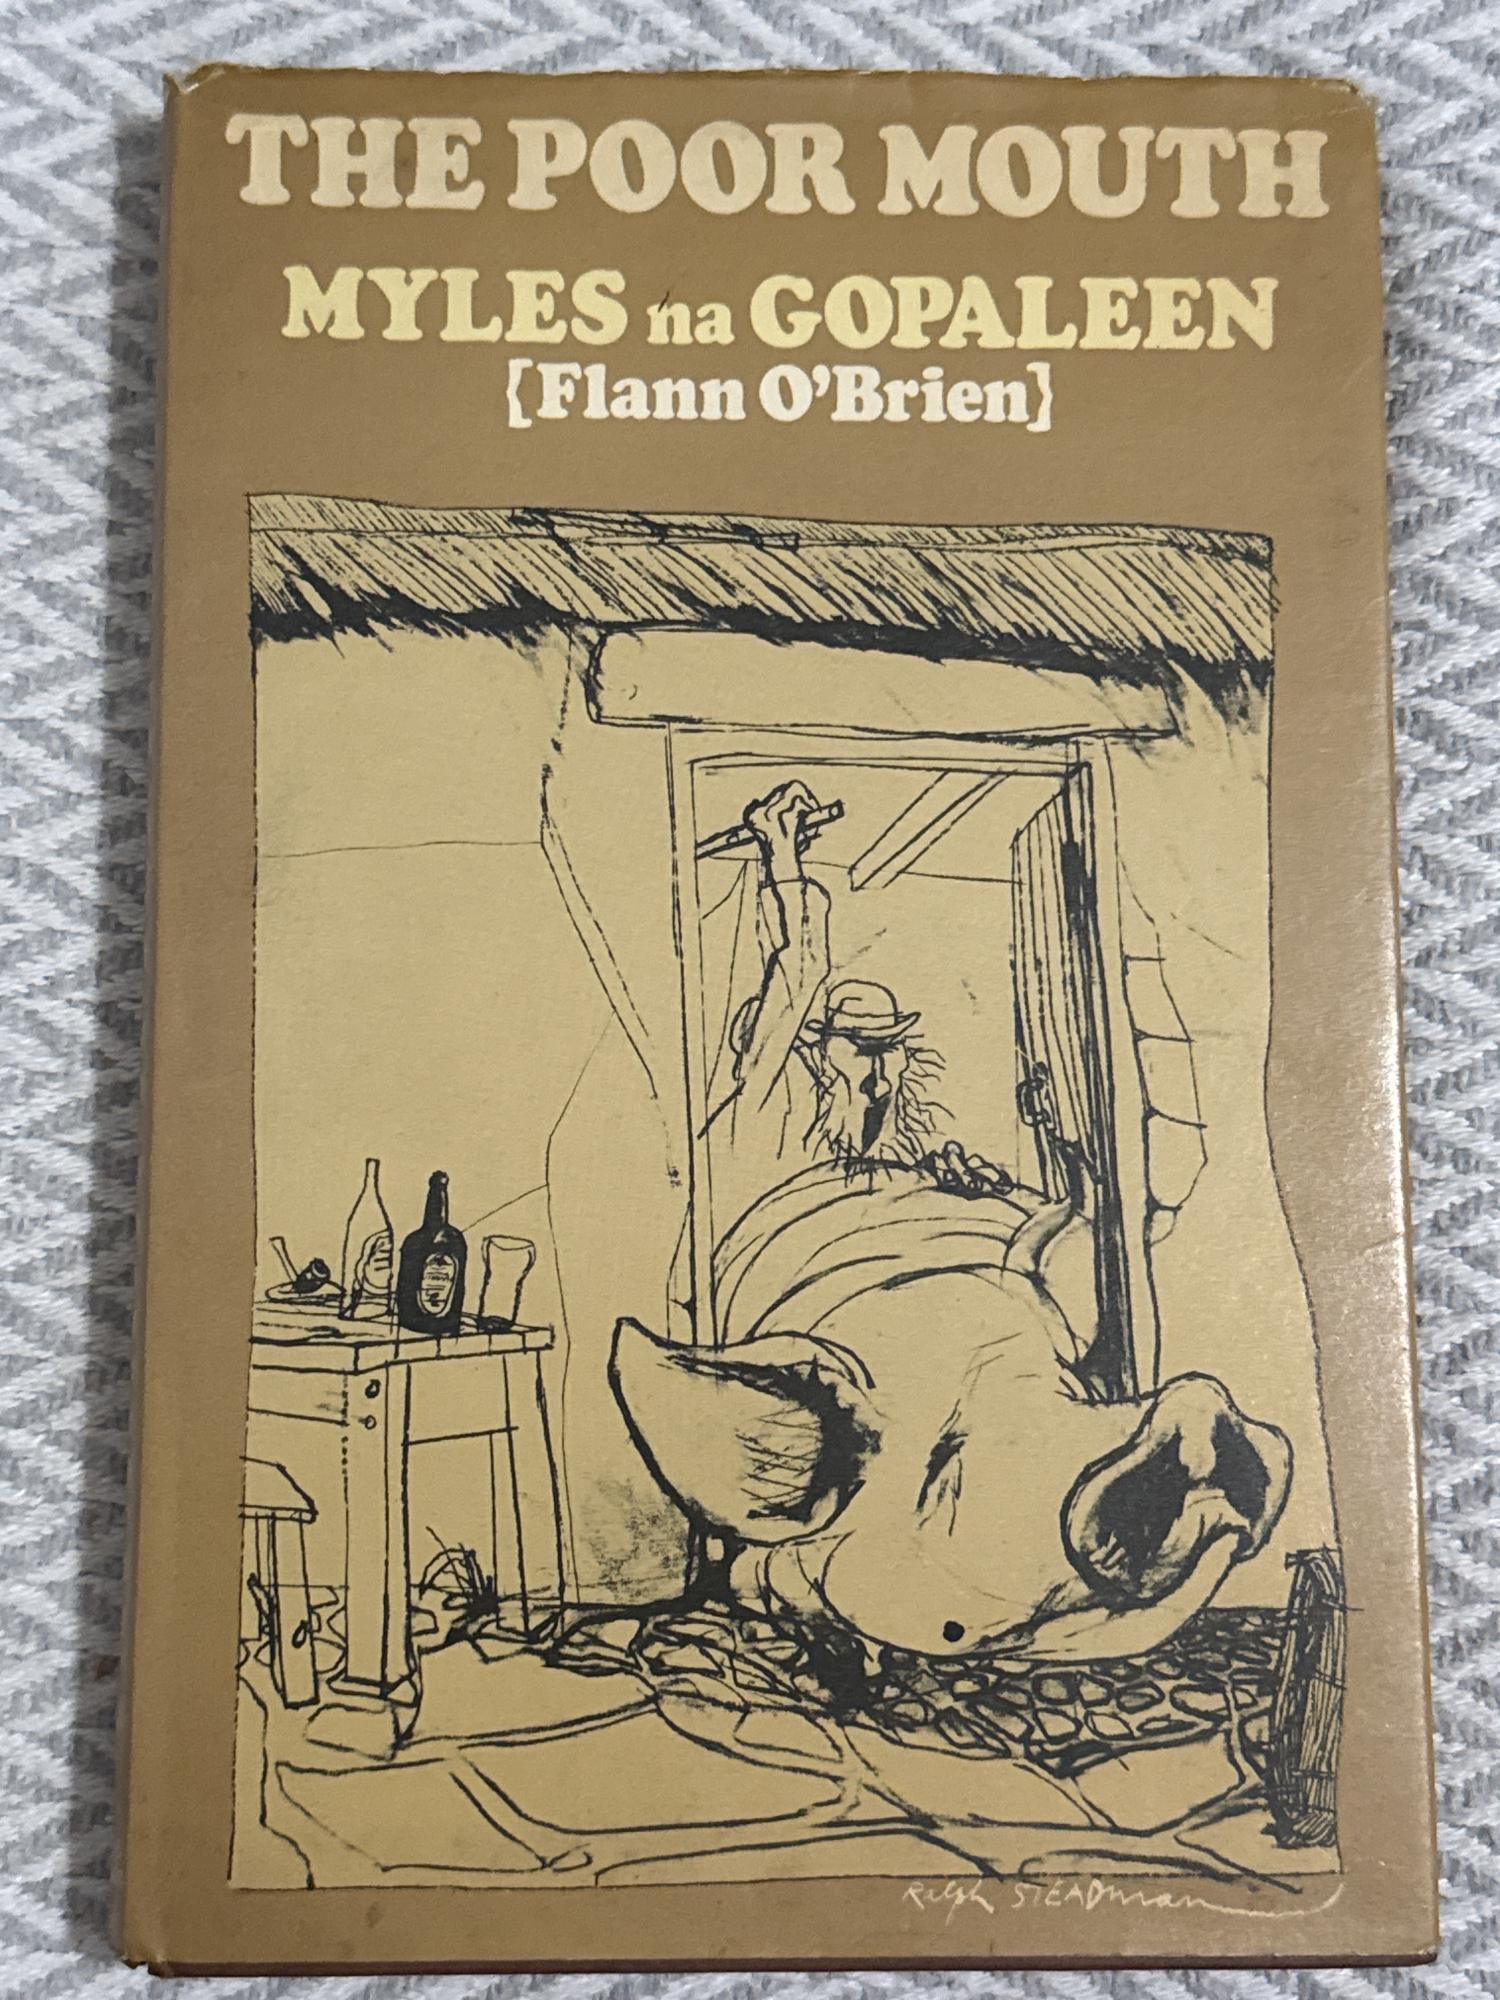 THE POOR MOUTH
MYLES na GOPALEEN
[Flann O'Brien]
Ralph STEADman